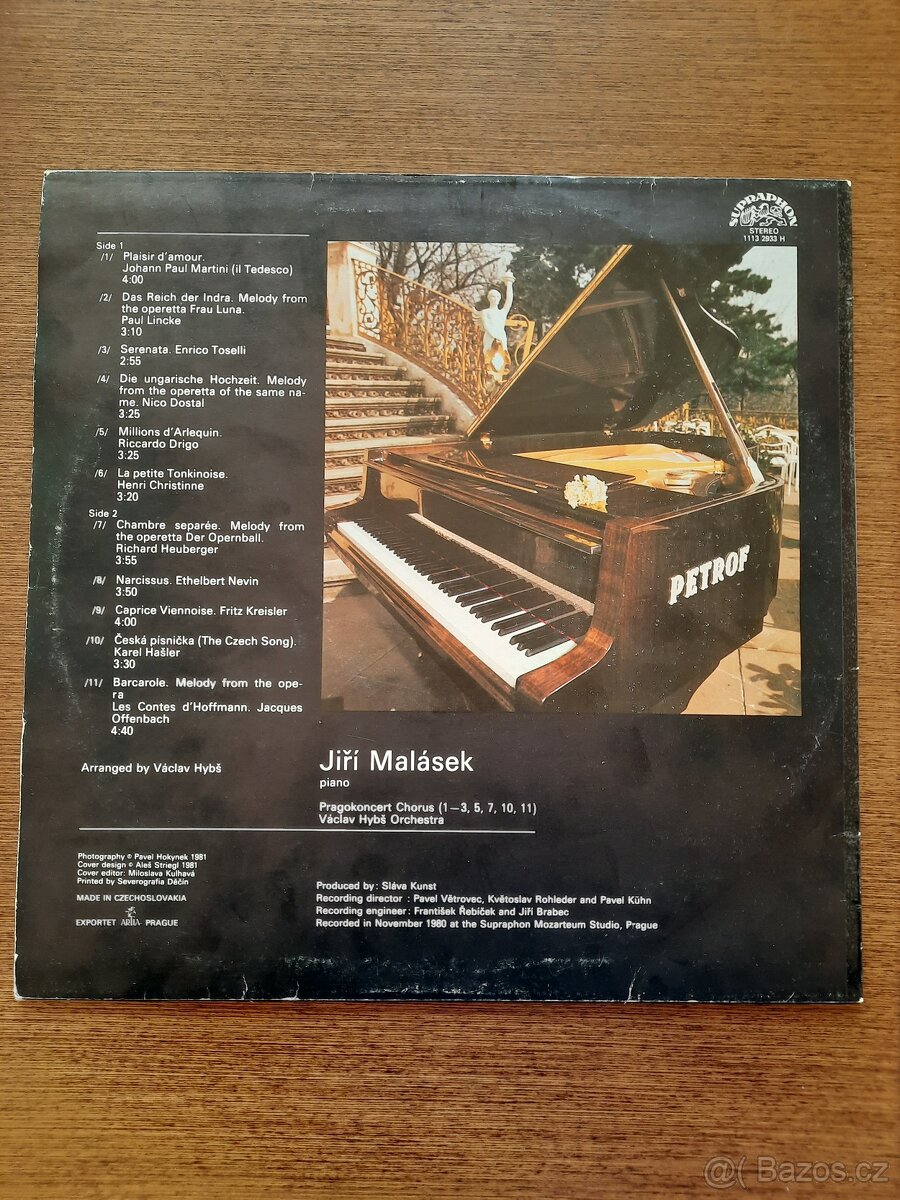 SUPRAPHON
STEREO
1113 2933 H
Side 1
/1/ Plaisir d'amour.
Johann Paul Martini (il Tedesco)
4:00
/2/ Das Reich der Indra. Melody from
the operetta Frau Luna.
Paul Lincke
3:10
/3/ Serenata. Enrico Toselli
2:55
/4/ Die ungarische Hochzeit. Melody
from the operetta of the same na-
me. Nico Dostal
3:25
/5/ Millions d'Arlequin.
Riccardo Drigo
3:25
/6/ La petite Tonkinoise.
Henri Christinne
3:20
Side 2
/7/ Chambre separée. Melody from
the operetta Der Opernball.
Richard Heuberger
3:55
/8/ Narcissus. Ethelbert Nevin
3:50
/9/ Caprice Viennoise. Fritz Kreisler
4:00
/10/ Česká písnička (The Czech Song).
Karel Hašler
3:30
/11/ Barcarole. Melody from the ope-
ra
Les Contes d'Hoffmann. Jacques
Offenbach
4:40
Arranged by Václav Hybš
PETROF
Jiří Malásek
piano
Pragokoncert Chorus (1—3, 5, 7, 10, 11)
Václav Hybš Orchestra
Photography © Pavel Hokynek 1981
Cover design © Aleš Striegl 1981
Cover editor: Miloslava Kulhavá
Printed by Severografia Děčín
MADE IN CZECHOSLOVAKIA
EXPORTET ARTIA PRAGUE
Produced by: Sláva Kunst
Recording director : Pavel Větrovec, Květoslav Rohleder and Pavel Kühn
Recording engineer: František Řebíček and Jiří Brabec
Recorded in November 1980 at the Supraphon Mozarteum Studio, Prague
@( Bazos.cz